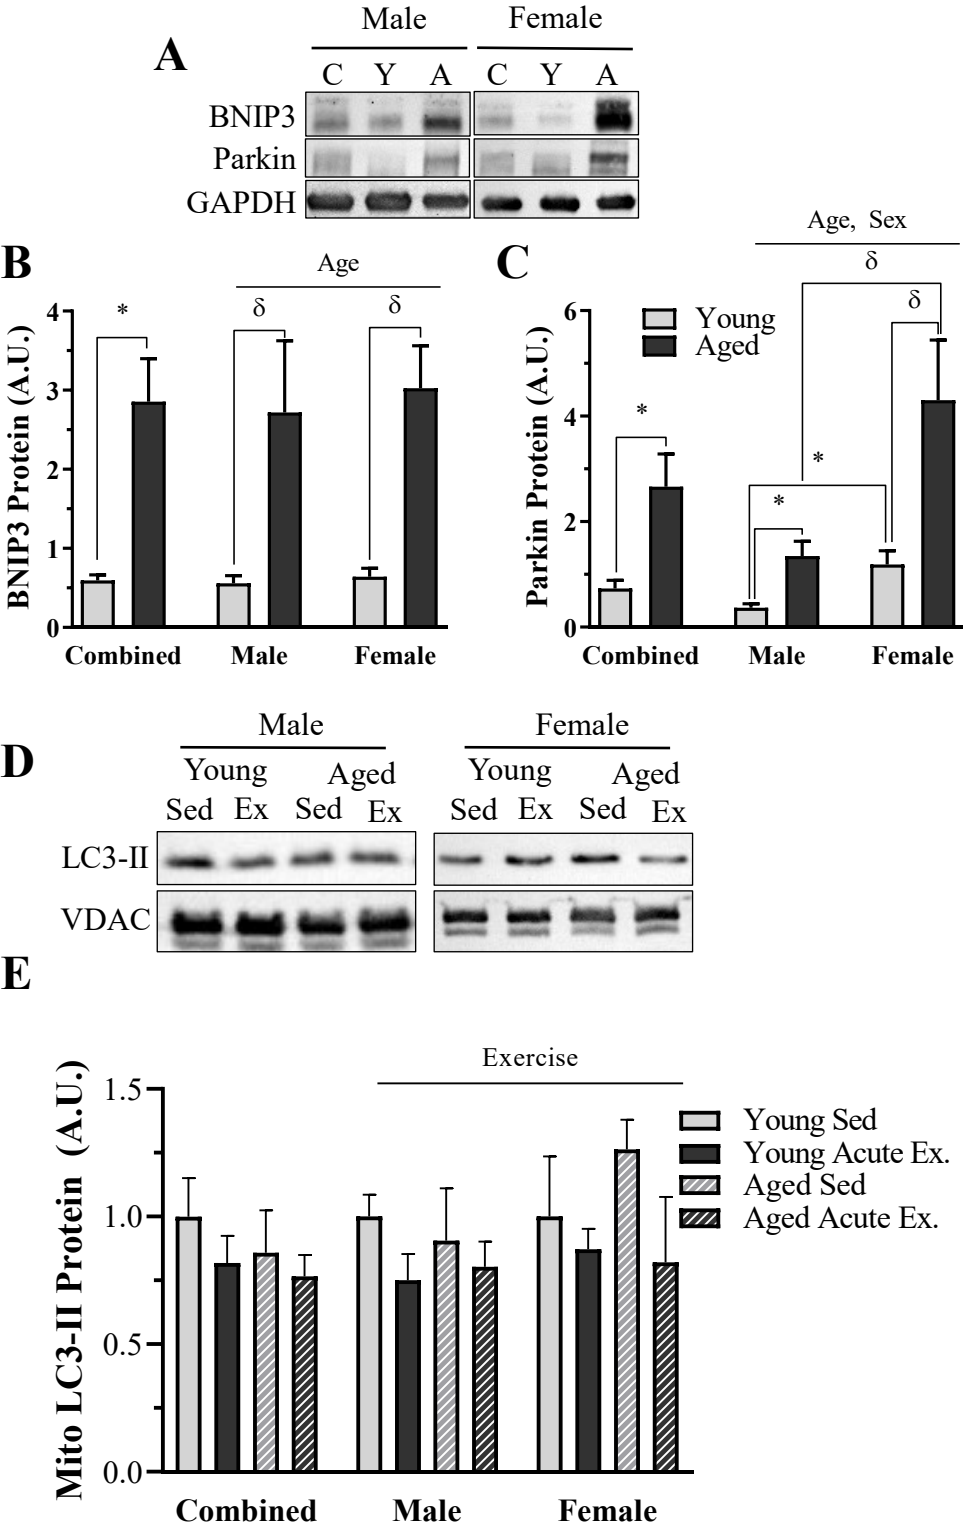 A
Male Female
C Y A C Y A
BNIP3
Parkin
GAPDH
B
Age
* δ δ
BNIP3 Protein (A.U.)
4
3
2
1
0
Combined Male Female
C
Age, Sex
δ
δ
*
*
*
Young
Aged
Parkin Protein (A.U.)
6
4
2
0
Combined Male Female
D
Male Female
Young Aged Young Aged
Sed Ex Sed Ex Sed Ex Sed Ex
LC3-II
VDAC
E
Exercise
Mito LC3-II Protein (A.U.)
1.5
1.0
0.5
0.0
Young Sed
Young Acute Ex.
Aged Sed
Aged Acute Ex.
Combined Male Female